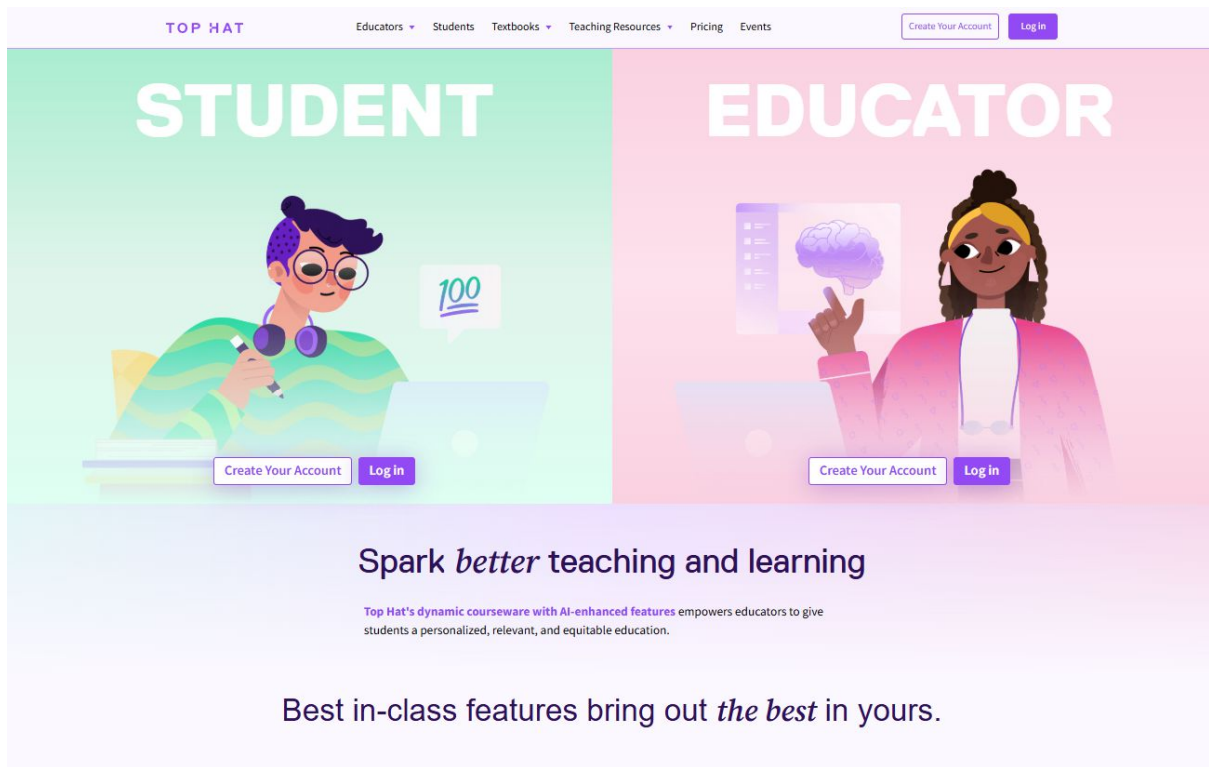 TOP HAT
Educators
Students
Textbooks
Teaching Resources
Pricing
Events
Create Your Account
Log in
STUDENT
EDUCATOR
100
Create Your Account
Log in
Create Your Account
Log in
Spark better teaching and learning
Top Hat's dynamic courseware with AI-enhanced features empowers educators to give
students a personalized, relevant, and equitable education.
Best in-class features bring out the best in yours.